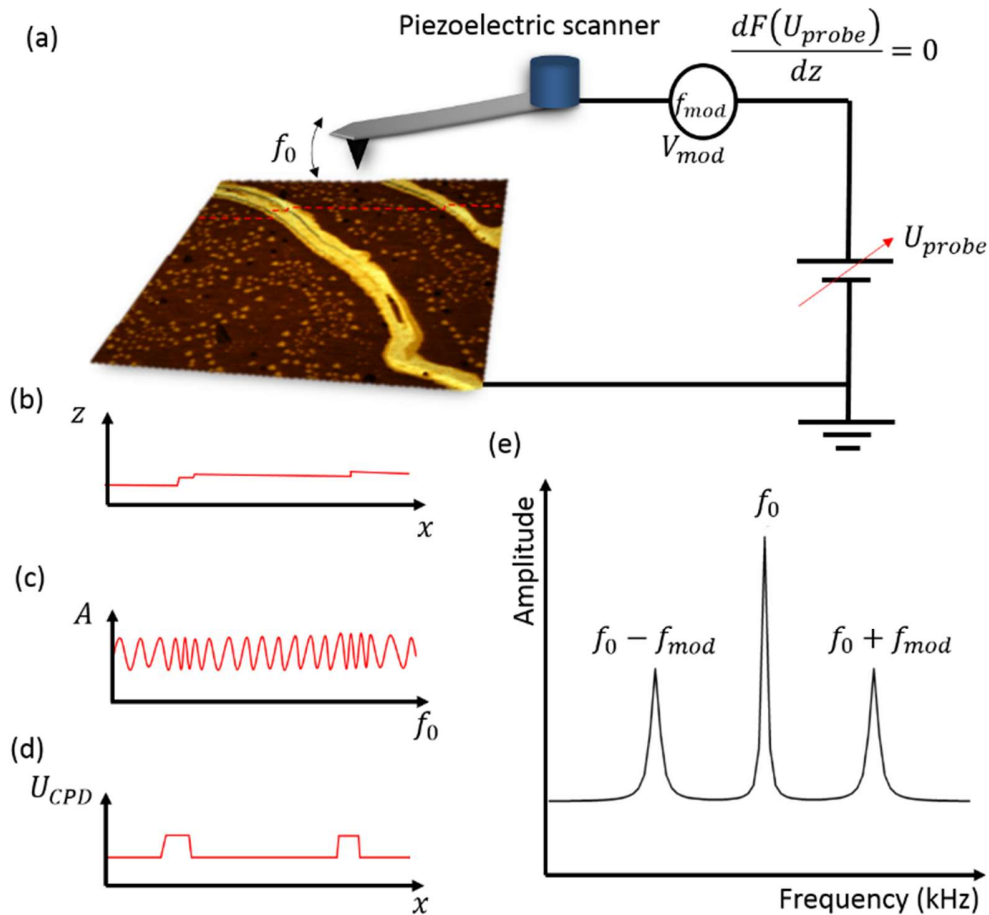 (a)
Piezoelectric scanner
dF(U_probe)/dz = 0
f_mod
V_mod
f_0
U_probe
(b)
z
x
(c)
A
f_0
(d)
U_CPD
x
(e)
Amplitude
f_0
f_0 − f_mod
f_0 + f_mod
Frequency (kHz)